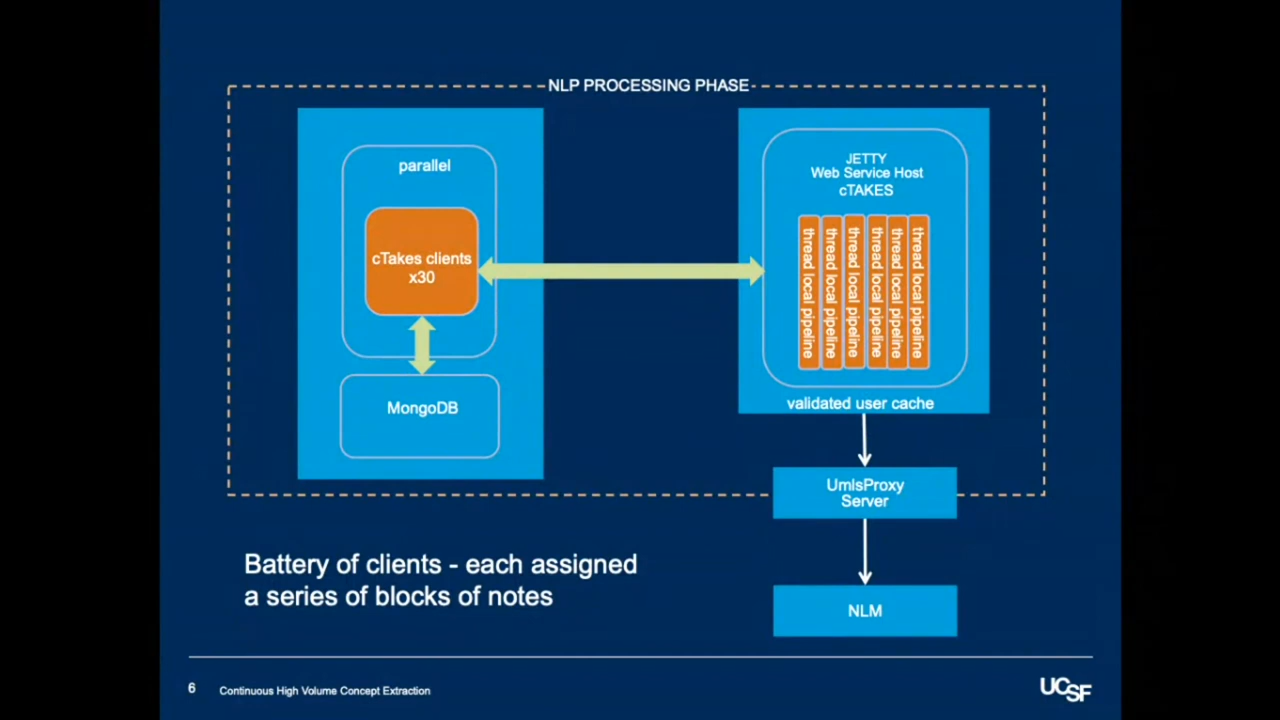 NLP PROCESSING PHASE
parallel
cTakes clients
x30
MongoDB
JETTY
Web Service Host
cTAKES
thread local pipeline
thread local pipeline
thread local pipeline
thread local pipeline
thread local pipeline
thread local pipeline
validated user cache
UmlsProxy
Server
NLM
Battery of clients - each assigned
a series of blocks of notes
6
Continuous High Volume Concept Extraction
UCSF